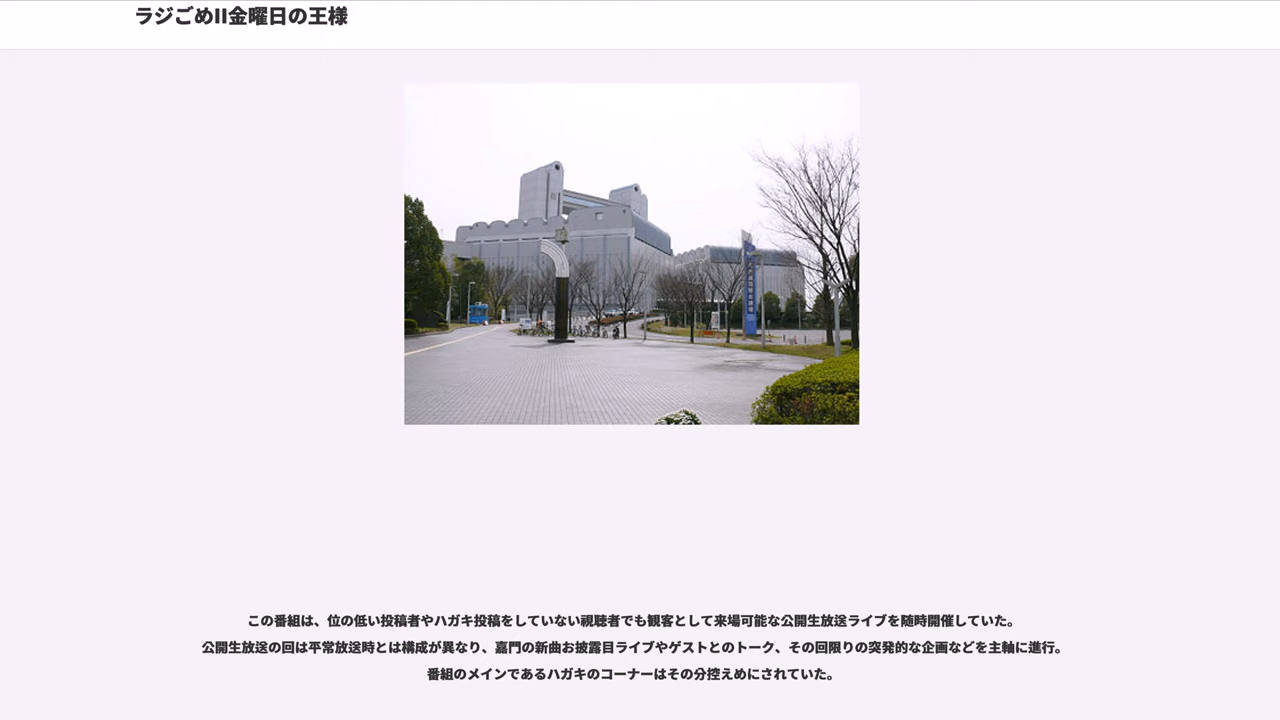 ラジごめII金曜日の王様
この番組は、位の低い投稿者やハガキ投稿をしていない視聴者でも観客として来場可能な公開生放送ライブを随時開催していた。
公開生放送の回は平常放送時とは構成が異なり、嘉門の新曲お披露目ライブやゲストとのトーク、その回限りの突発的な企画などを主軸に進行。
番組のメインであるハガキのコーナーはその分控えめにされていた。